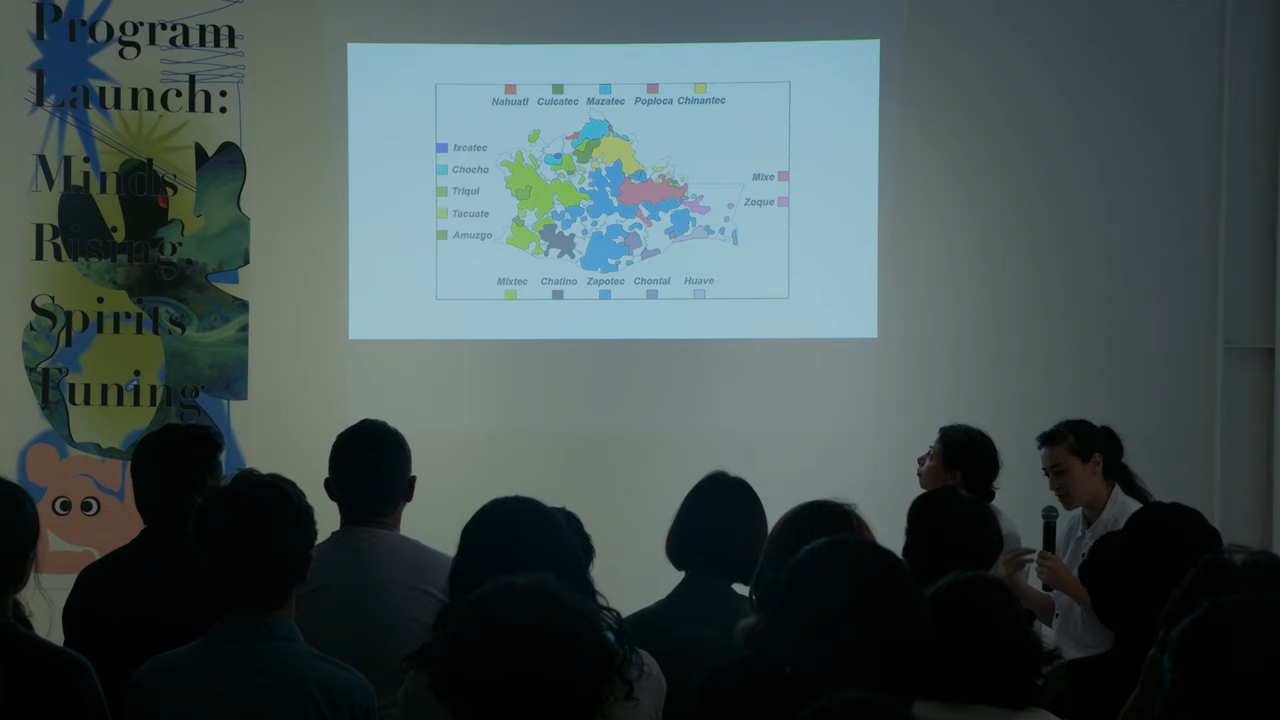 Program
Launch:
Minds
Rising,
Spirits
Tuning
Nahuatl Cuicatec Mazatec Poploca Chinantec
Ixcatec
Chocho
Triqui
Tacuate
Amuzgo
Mixe
Zoque
Mixtec Chatino Zapotec Chontal Huave